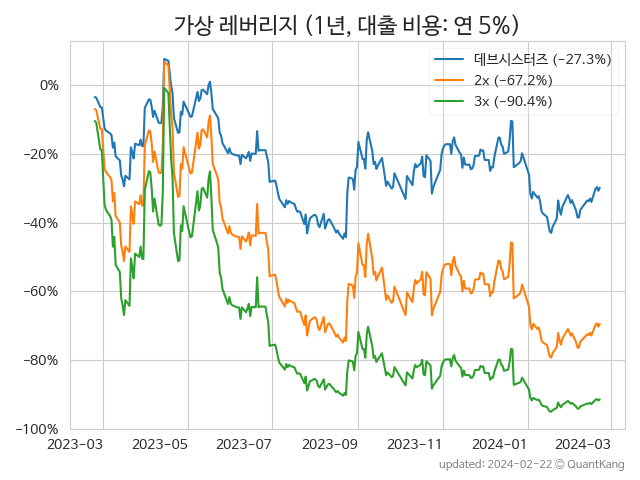 가상 레버리지 (1년, 대출 비용: 연 5%)
데브시스터즈 (−27.3%)
2x (−67.2%)
3x (−90.4%)
0%
−20%
−40%
−60%
−80%
−100%
2023-03 2023-05 2023-07 2023-09 2023-11 2024-01 2024-03
updated: 2024-02-22 © QuantKang